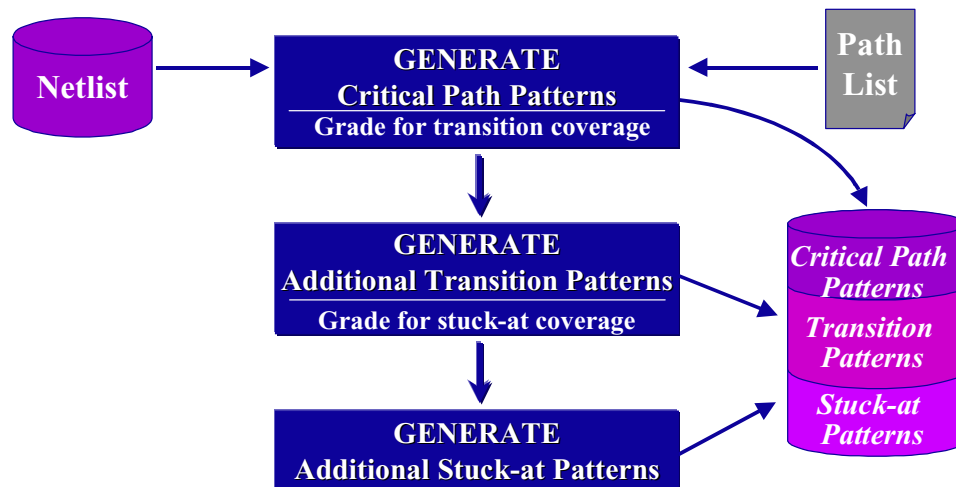 Netlist
GENERATE
Critical Path Patterns
Grade for transition coverage
Path
List
GENERATE
Additional Transition Patterns
Grade for stuck-at coverage
GENERATE
Additional Stuck-at Patterns
Critical Path
Patterns
Transition
Patterns
Stuck-at
Patterns